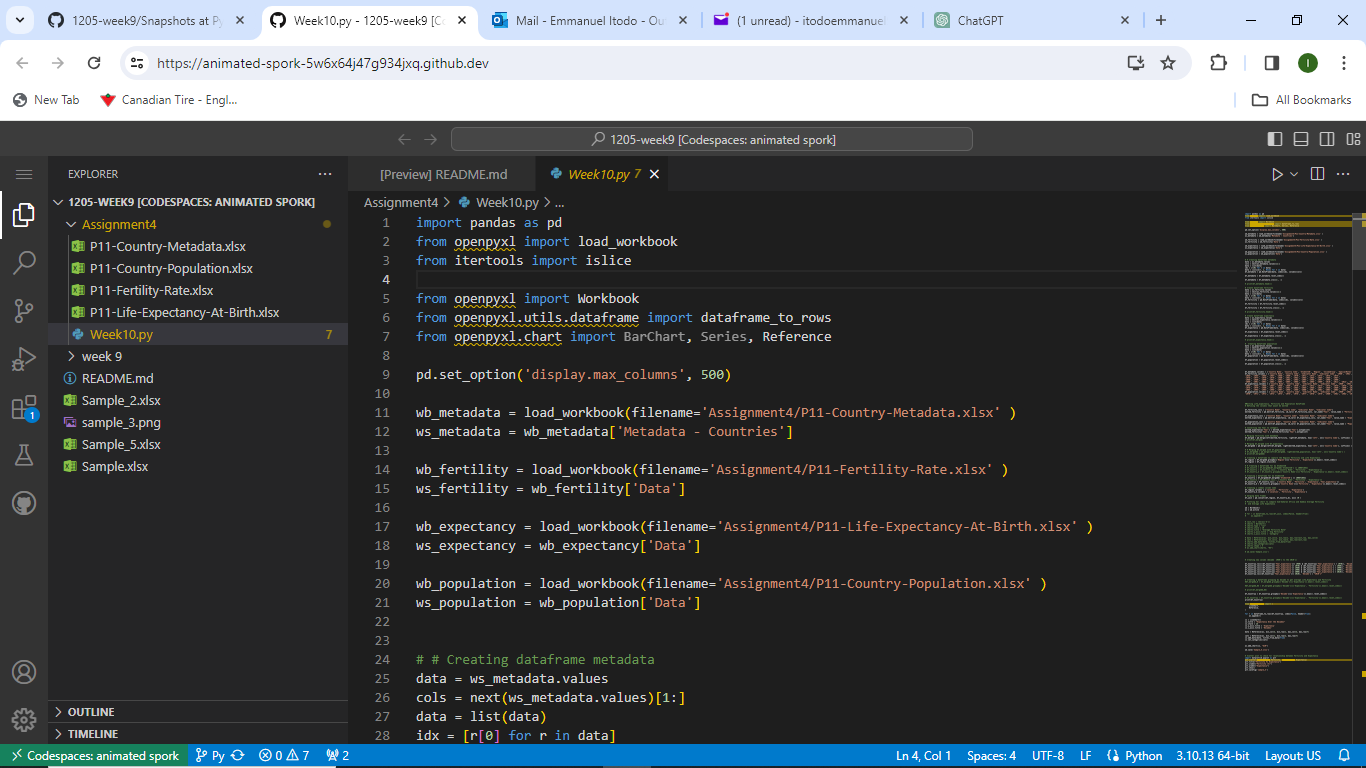 1205-week9/Snapshots at Py
Week10.py - 1205-week9 [Co
Mail - Emmanuel Itodo - Ou
(1 unread) - itodoemmanuel
ChatGPT
https://animated-spork-5w6x64j47g934jxq.github.dev
I
New Tab
Canadian Tire - Engl...
All Bookmarks
1205-week9 [Codespaces: animated spork]
EXPLORER
[Preview] README.md
Week10.py 7
1205-WEEK9 [CODESPACES: ANIMATED SPORK]
Assignment4
P11-Country-Metadata.xlsx
P11-Country-Population.xlsx
P11-Fertility-Rate.xlsx
P11-Life-Expectancy-At-Birth.xlsx
Week10.py 7
week 9
README.md
Sample_2.xlsx
sample_3.png
Sample_5.xlsx
Sample.xlsx
1
OUTLINE
TIMELINE
Assignment4 > Week10.py > ...
1 import pandas as pd
2 from openpyxl import load_workbook
3 from itertools import islice
4
5 from openpyxl import Workbook
6 from openpyxl.utils.dataframe import dataframe_to_rows
7 from openpyxl.chart import BarChart, Series, Reference
8
9 pd.set_option('display.max_columns', 500)
10
11 wb_metadata = load_workbook(filename='Assignment4/P11-Country-Metadata.xlsx' )
12 ws_metadata = wb_metadata['Metadata - Countries']
13
14 wb_fertility = load_workbook(filename='Assignment4/P11-Fertility-Rate.xlsx' )
15 ws_fertility = wb_fertility['Data']
16
17 wb_expectancy = load_workbook(filename='Assignment4/P11-Life-Expectancy-At-Birth.xlsx' )
18 ws_expectancy = wb_expectancy['Data']
19
20 wb_population = load_workbook(filename='Assignment4/P11-Country-Population.xlsx' )
21 ws_population = wb_population['Data']
22
23
24 # # Creating dataframe metadata
25 data = ws_metadata.values
26 cols = next(ws_metadata.values)[1:]
27 data = list(data)
28 idx = [r[0] for r in data]
Codespaces: animated spork Py 0 7 2 Ln 4, Col 1 Spaces: 4 UTF-8 LF Python 3.10.13 64-bit Layout: US